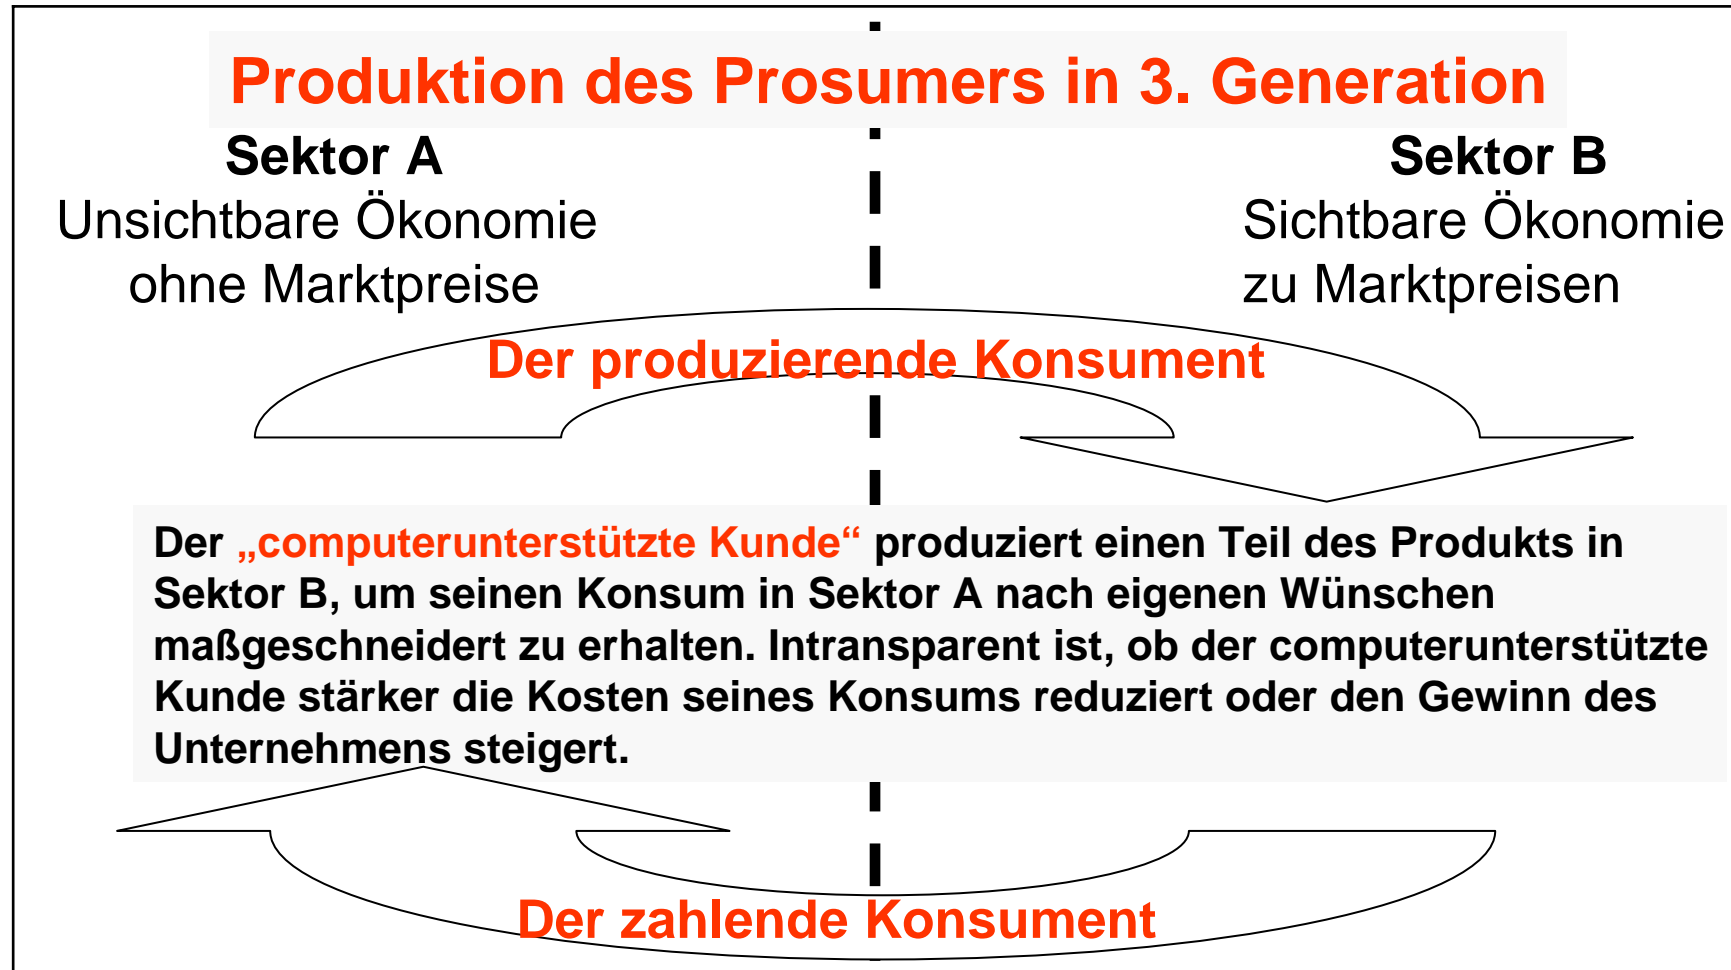 Produktion des Prosumers in 3. Generation
Sektor A
Unsichtbare Ökonomie
ohne Marktpreise
Sektor B
Sichtbare Ökonomie
zu Marktpreisen
Der produzierende Konsument
Der „computerunterstützte Kunde“ produziert einen Teil des Produkts in
Sektor B, um seinen Konsum in Sektor A nach eigenen Wünschen
maßgeschneidert zu erhalten. Intransparent ist, ob der computerunterstützte
Kunde stärker die Kosten seines Konsums reduziert oder den Gewinn des
Unternehmens steigert.
Der zahlende Konsument